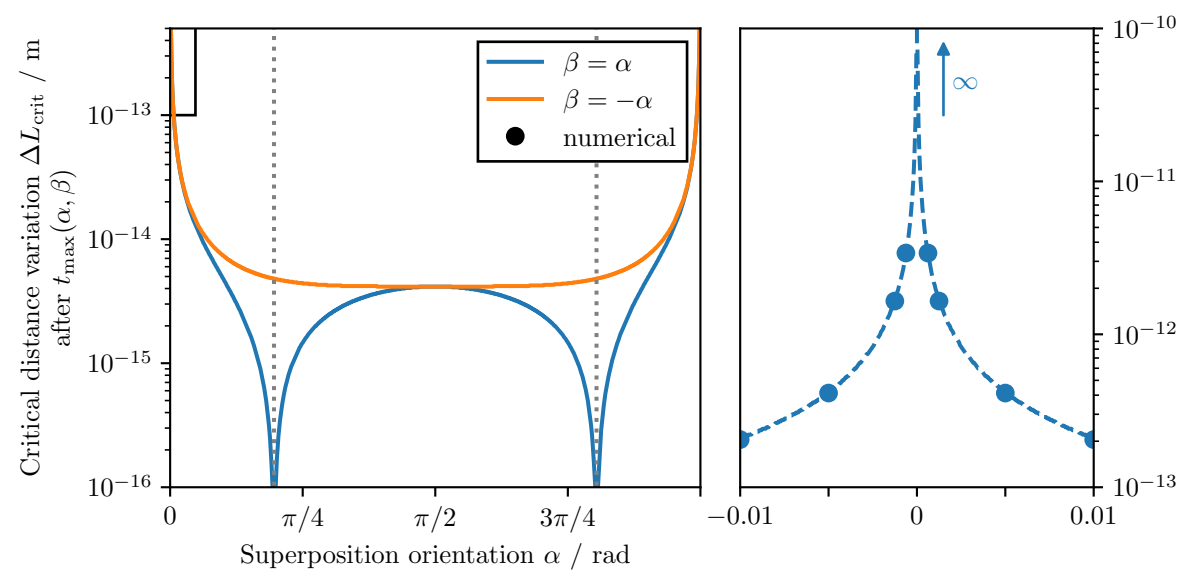 Critical distance variation ΔL_crit / m
after t_max(α, β)
10⁻¹³
10⁻¹⁴
10⁻¹⁵
10⁻¹⁶
0
π/4
π/2
3π/4
Superposition orientation α / rad
β = α
β = −α
numerical
∞
10⁻¹⁰
10⁻¹¹
10⁻¹²
10⁻¹³
−0.01
0
0.01